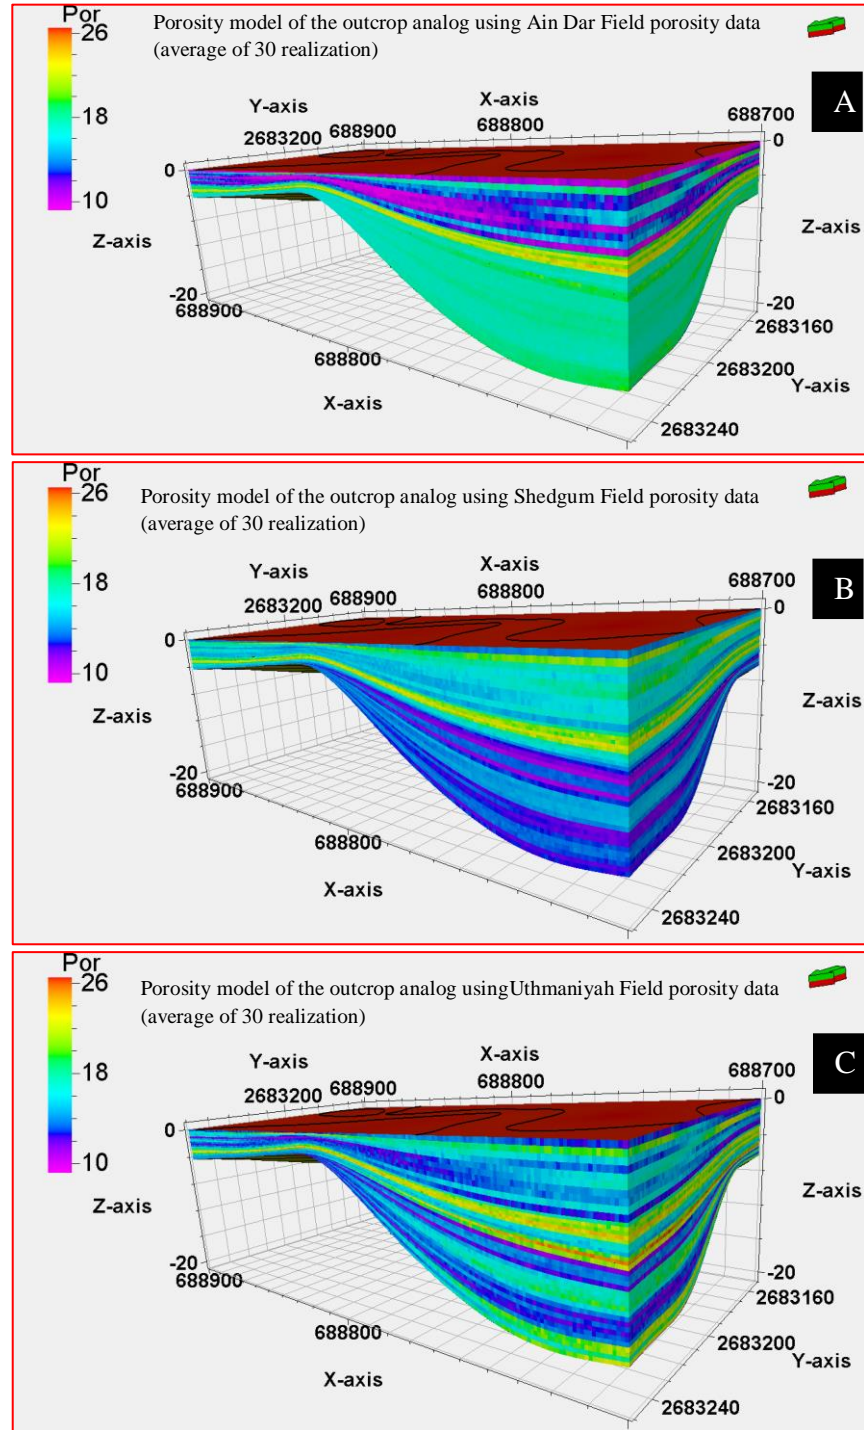 Por
26
18
10
Porosity model of the outcrop analog using Ain Dar Field porosity data
(average of 30 realization)
A
Y-axis
X-axis
2683200
688900
688800
688700
0
0
Z-axis
Z-axis
-20
-20
688900
2683160
688800
2683200
X-axis
Y-axis
2683240
Por
26
18
10
Porosity model of the outcrop analog using Shedgum Field porosity data
(average of 30 realization)
B
Y-axis
X-axis
2683200
688900
688800
688700
0
0
Z-axis
Z-axis
-20
-20
688900
2683160
688800
2683200
X-axis
Y-axis
2683240
Por
26
18
10
Porosity model of the outcrop analog usingUthmaniyah Field porosity data
(average of 30 realization)
C
Y-axis
X-axis
2683200
688900
688800
688700
0
0
Z-axis
Z-axis
-20
-20
688900
2683160
688800
2683200
X-axis
Y-axis
2683240